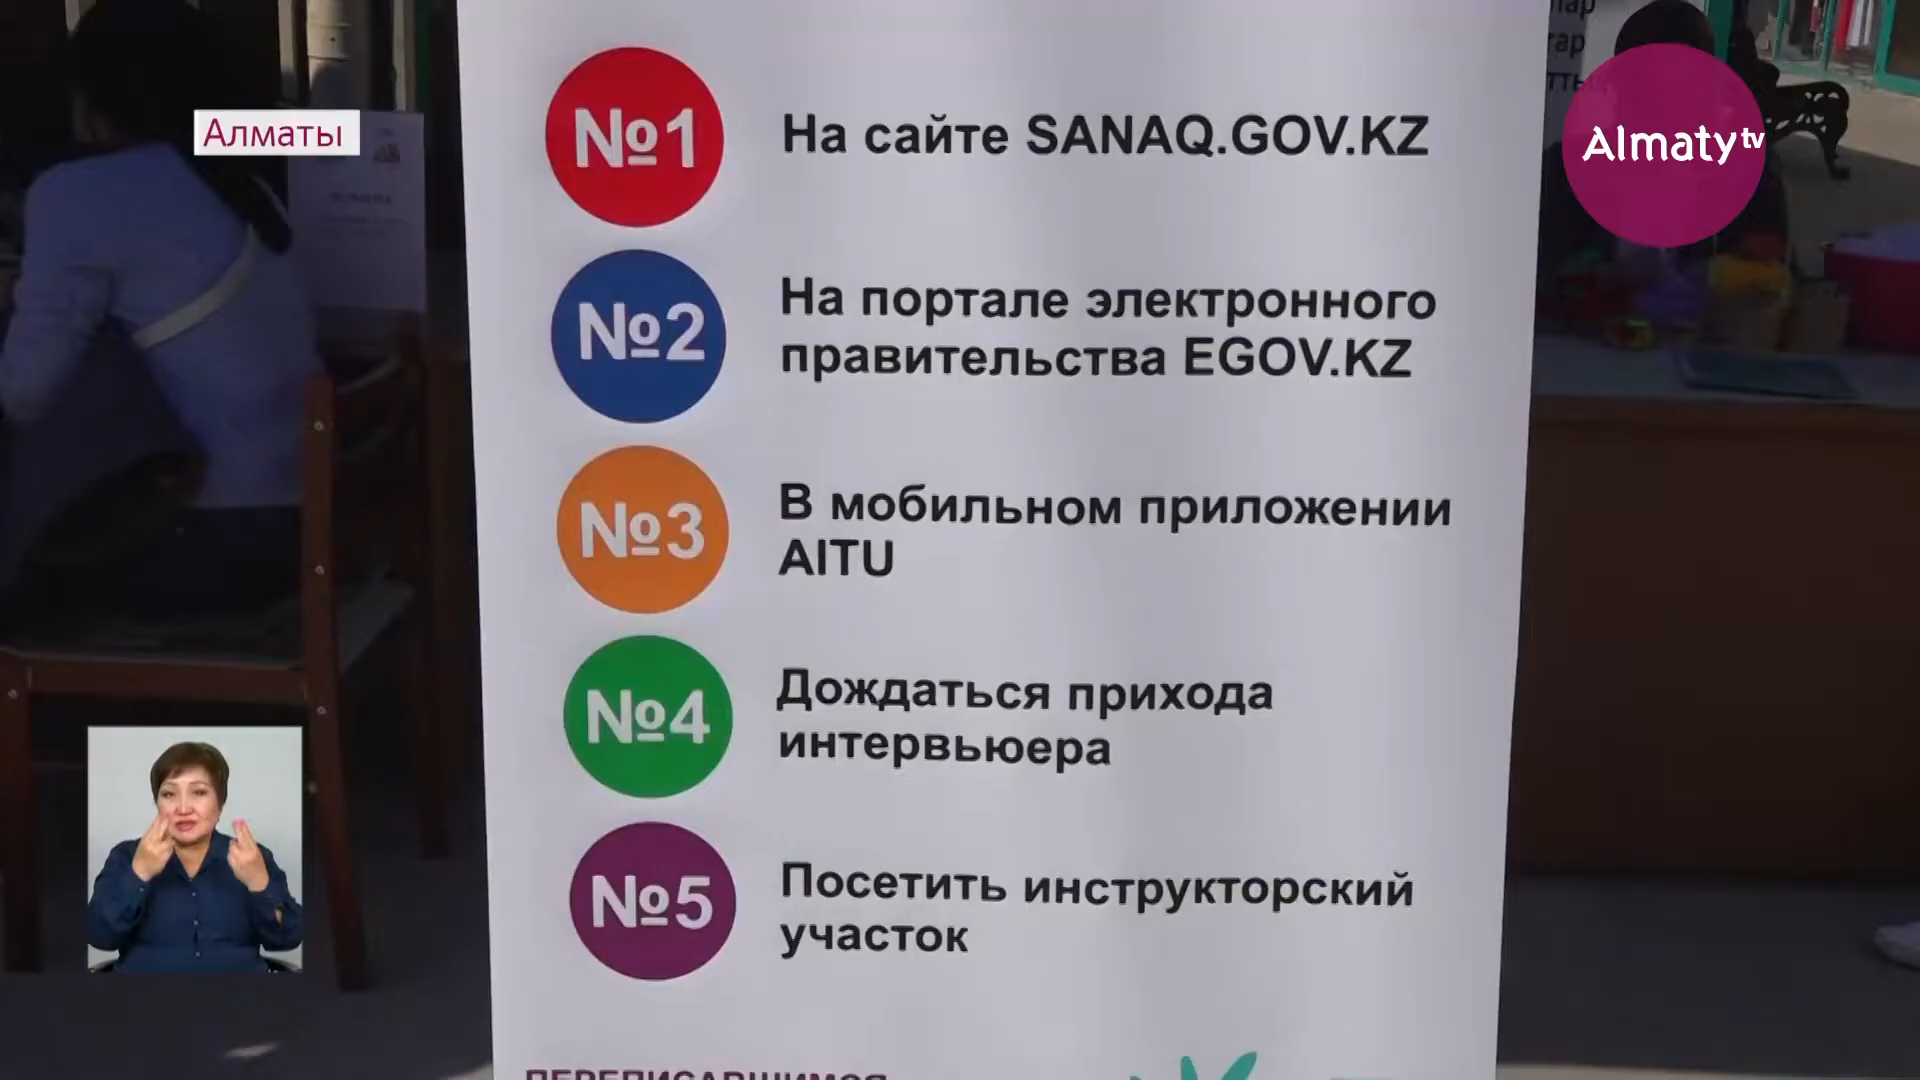 Алматы
Almaty tv
№1
На сайте SANAQ.GOV.KZ
№2
На портале электронного
правительства EGOV.KZ
№3
В мобильном приложении
AITU
№4
Дождаться прихода
интервьюера
№5
Посетить инструкторский
участок
ПЕРЕПИСАВШИМСЯ